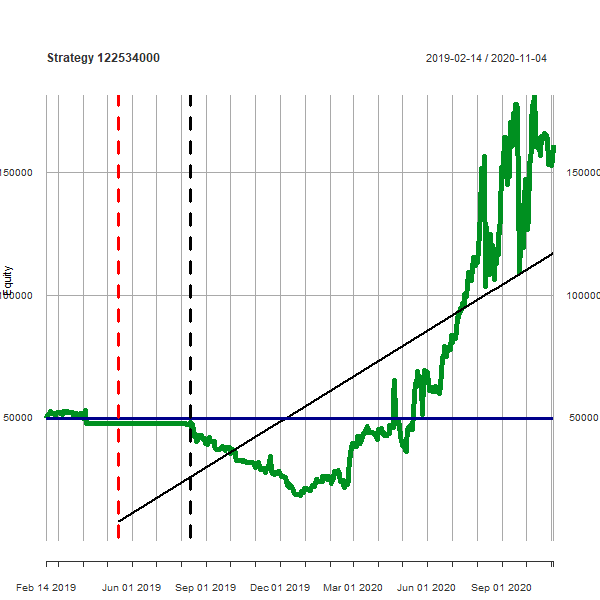 Strategy 122534000
2019-02-14 / 2020-11-04
150000 150000
Equity
100000 100000
50000 50000
Feb 14 2019 Jun 01 2019 Sep 01 2019 Dec 01 2019 Mar 01 2020 Jun 01 2020 Sep 01 2020